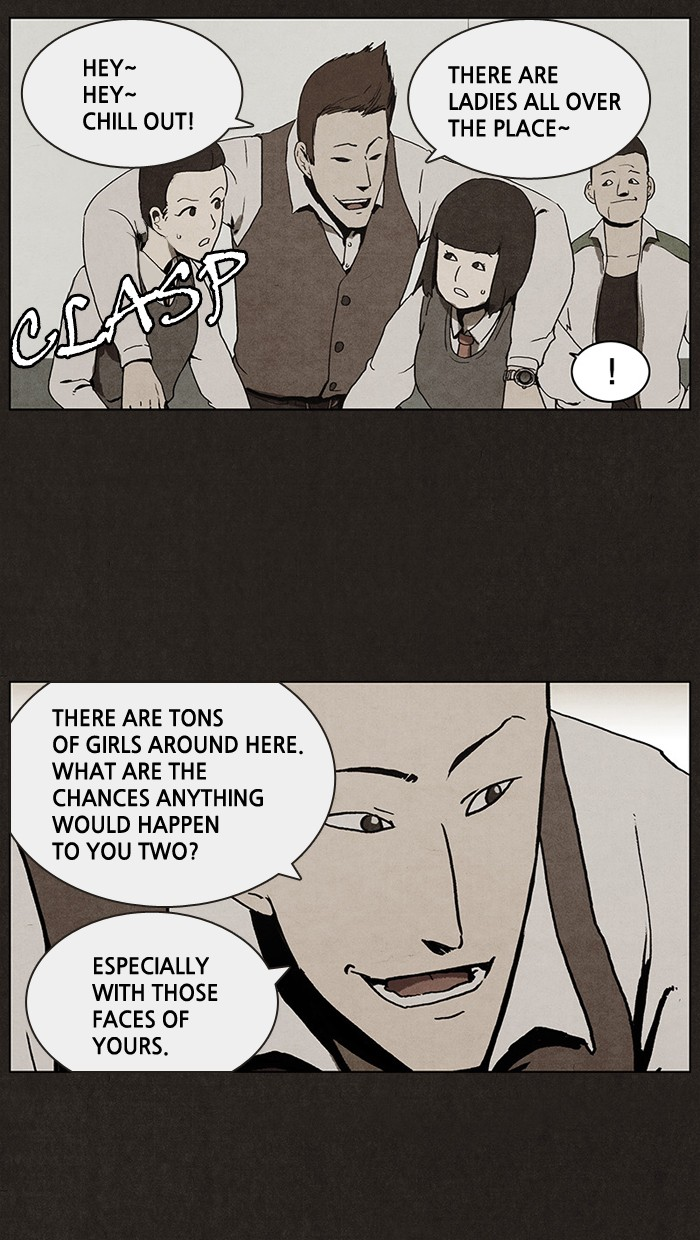 HEY~
HEY~
CHILL OUT!
THERE ARE
LADIES ALL OVER
THE PLACE~
CLASP
!
THERE ARE TONS
OF GIRLS AROUND HERE.
WHAT ARE THE
CHANCES ANYTHING
WOULD HAPPEN
TO YOU TWO?
ESPECIALLY
WITH THOSE
FACES OF
YOURS.